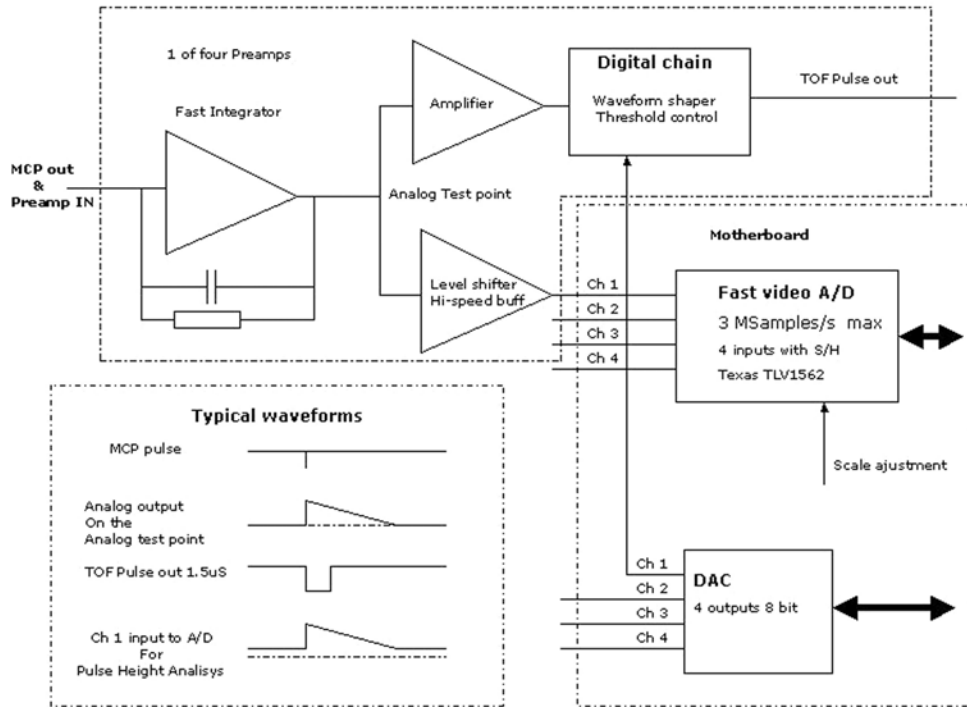 1 of four Preamps
Fast Integrator
MCP out
&
Preamp IN
Amplifier
Digital chain
Waveform shaper
Threshold control
TOF Pulse out
Analog Test point
Level shifter
Hi-speed buff
Motherboard
Ch 1
Ch 2
Ch 3
Ch 4
Fast video A/D
3 MSamples/s max
4 inputs with S/H
Texas TLV1562
Scale ajustment
Ch 1
Ch 2
Ch 3
Ch 4
DAC
4 outputs 8 bit
Typical waveforms
MCP pulse
Analog output
On the
Analog test point
TOF Pulse out 1.5uS
Ch 1 input to A/D
For
Pulse Height Analisys